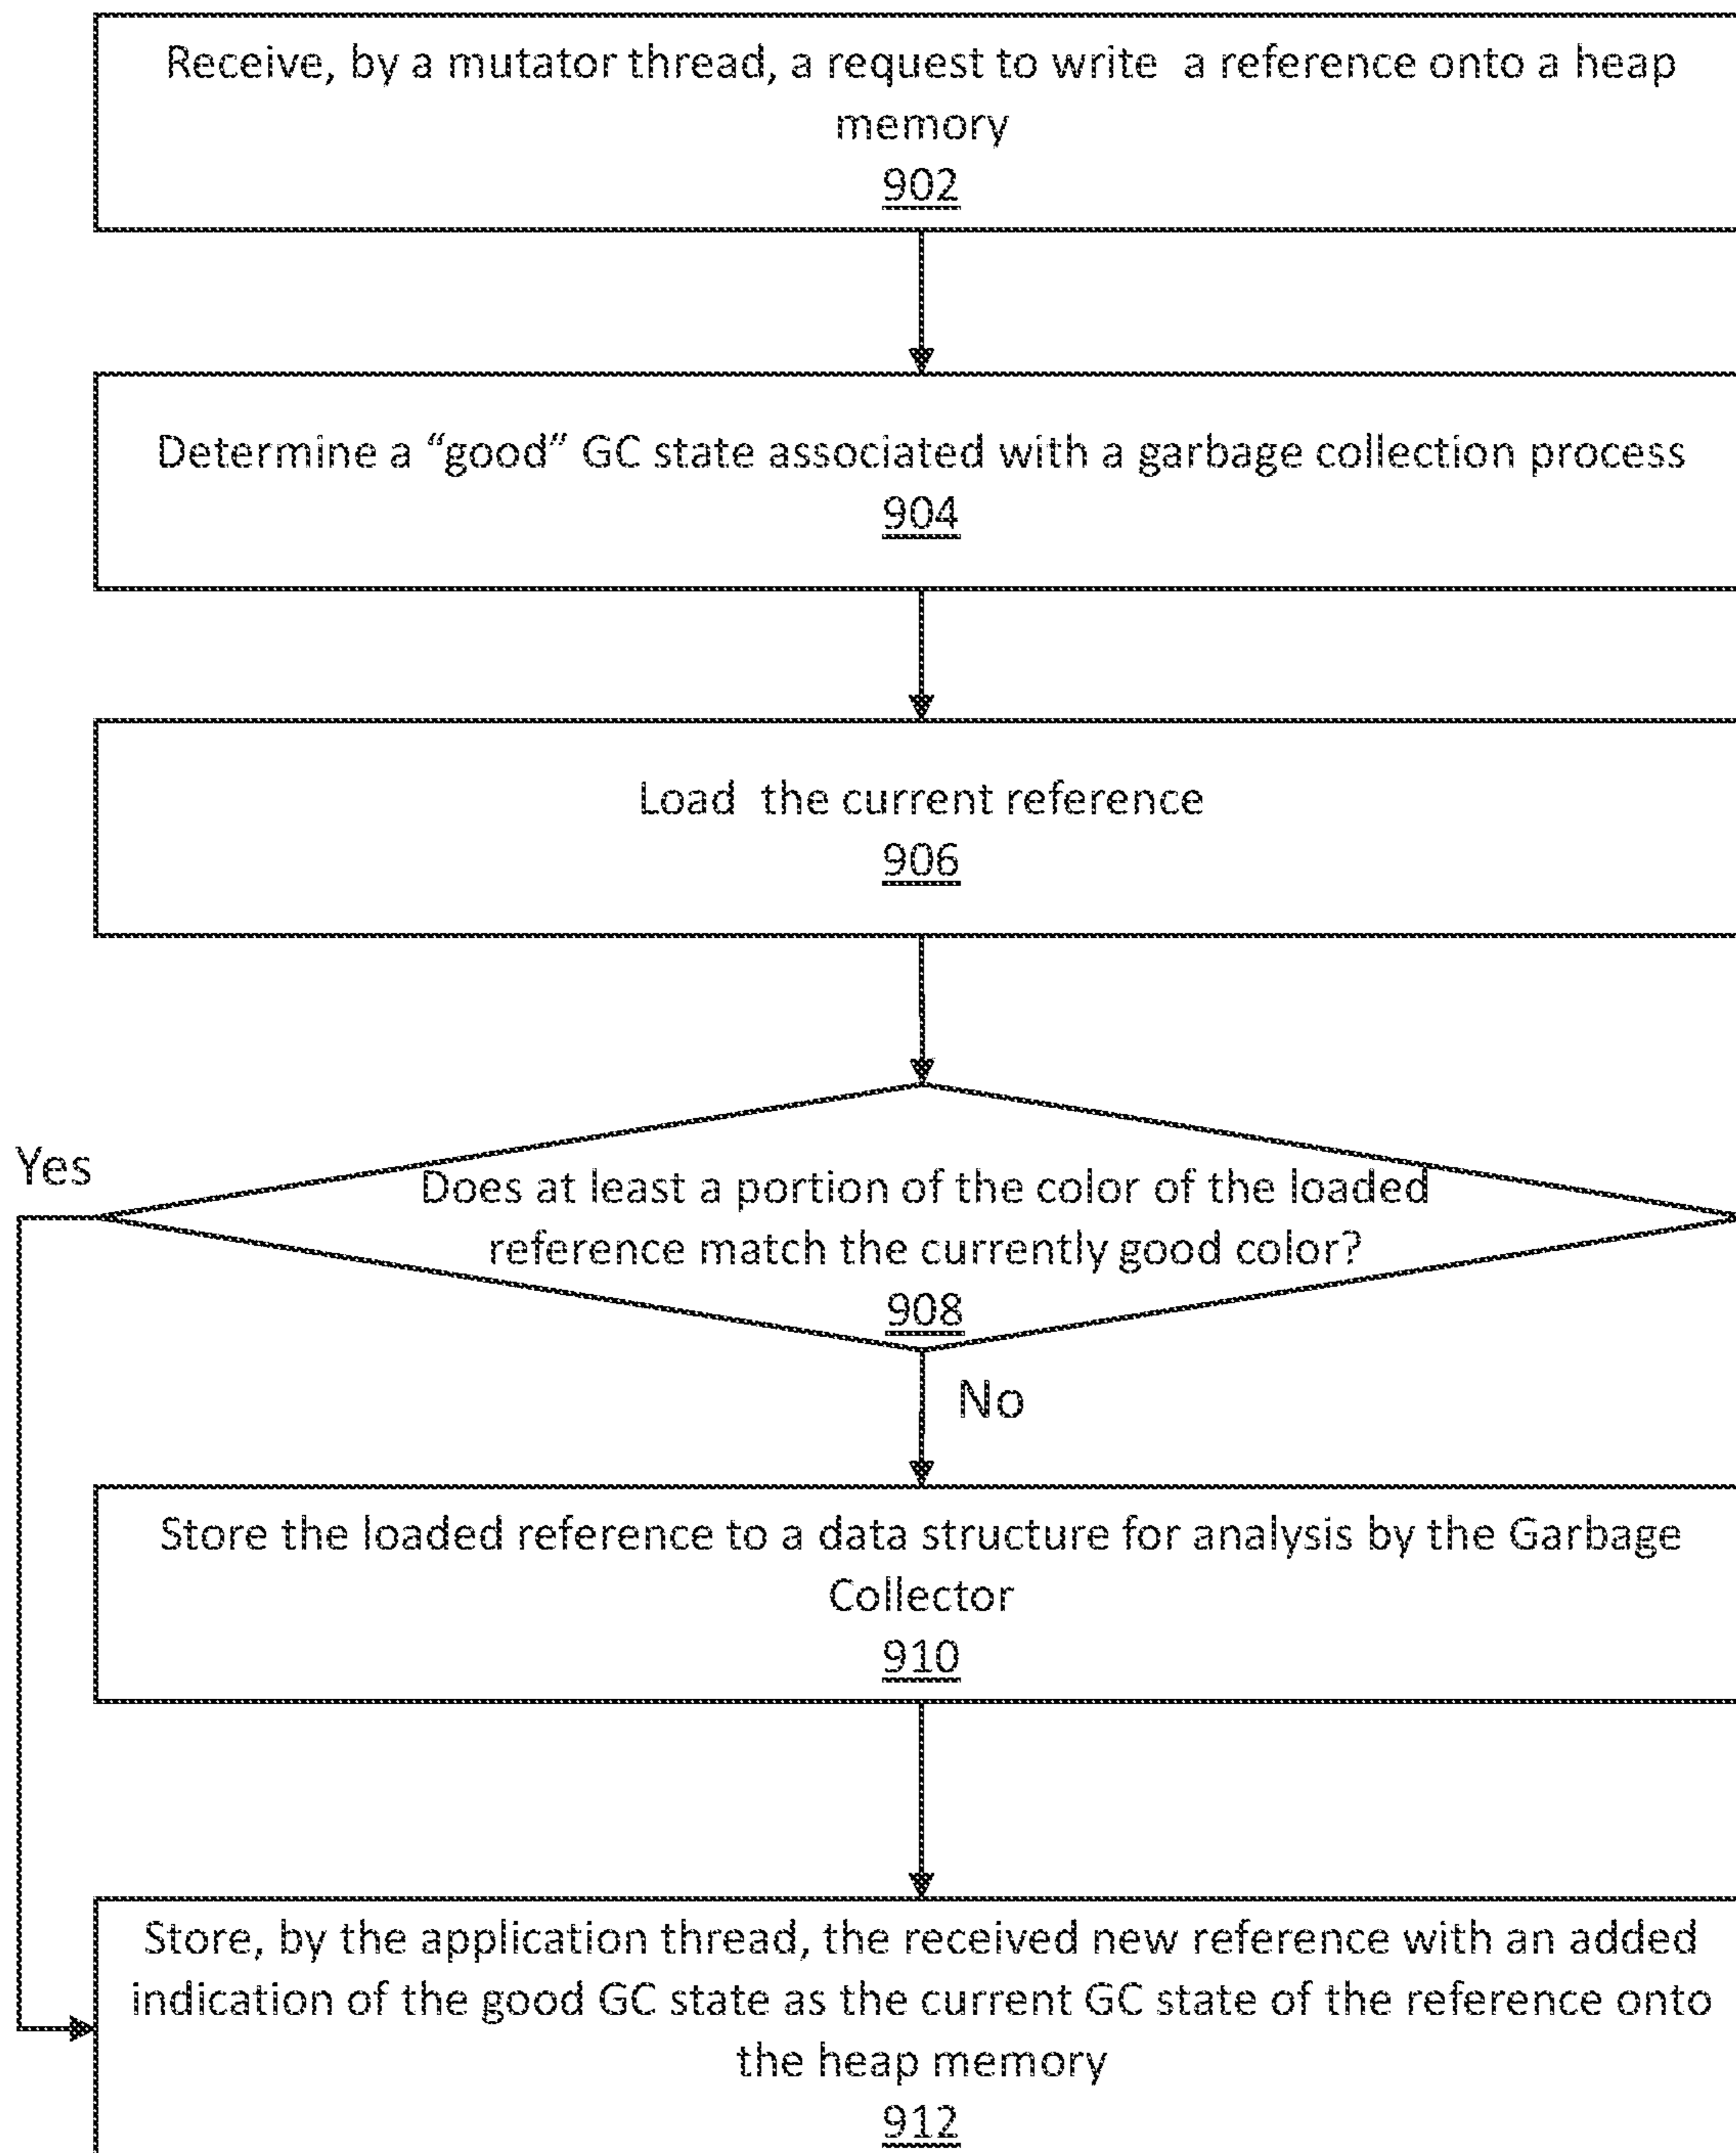 Receive, by a mutator thread, a request to write a reference onto a heap
memory
902
Determine a “good” GC state associated with a garbage collection process
904
Load the current reference
906
Yes
Does at least a portion of the color of the loaded
reference match the currently good color?
908
No
Store the loaded reference to a data structure for analysis by the Garbage
Collector
910
Store, by the application thread, the received new reference with an added
indication of the good GC state as the current GC state of the reference onto
the heap memory
912